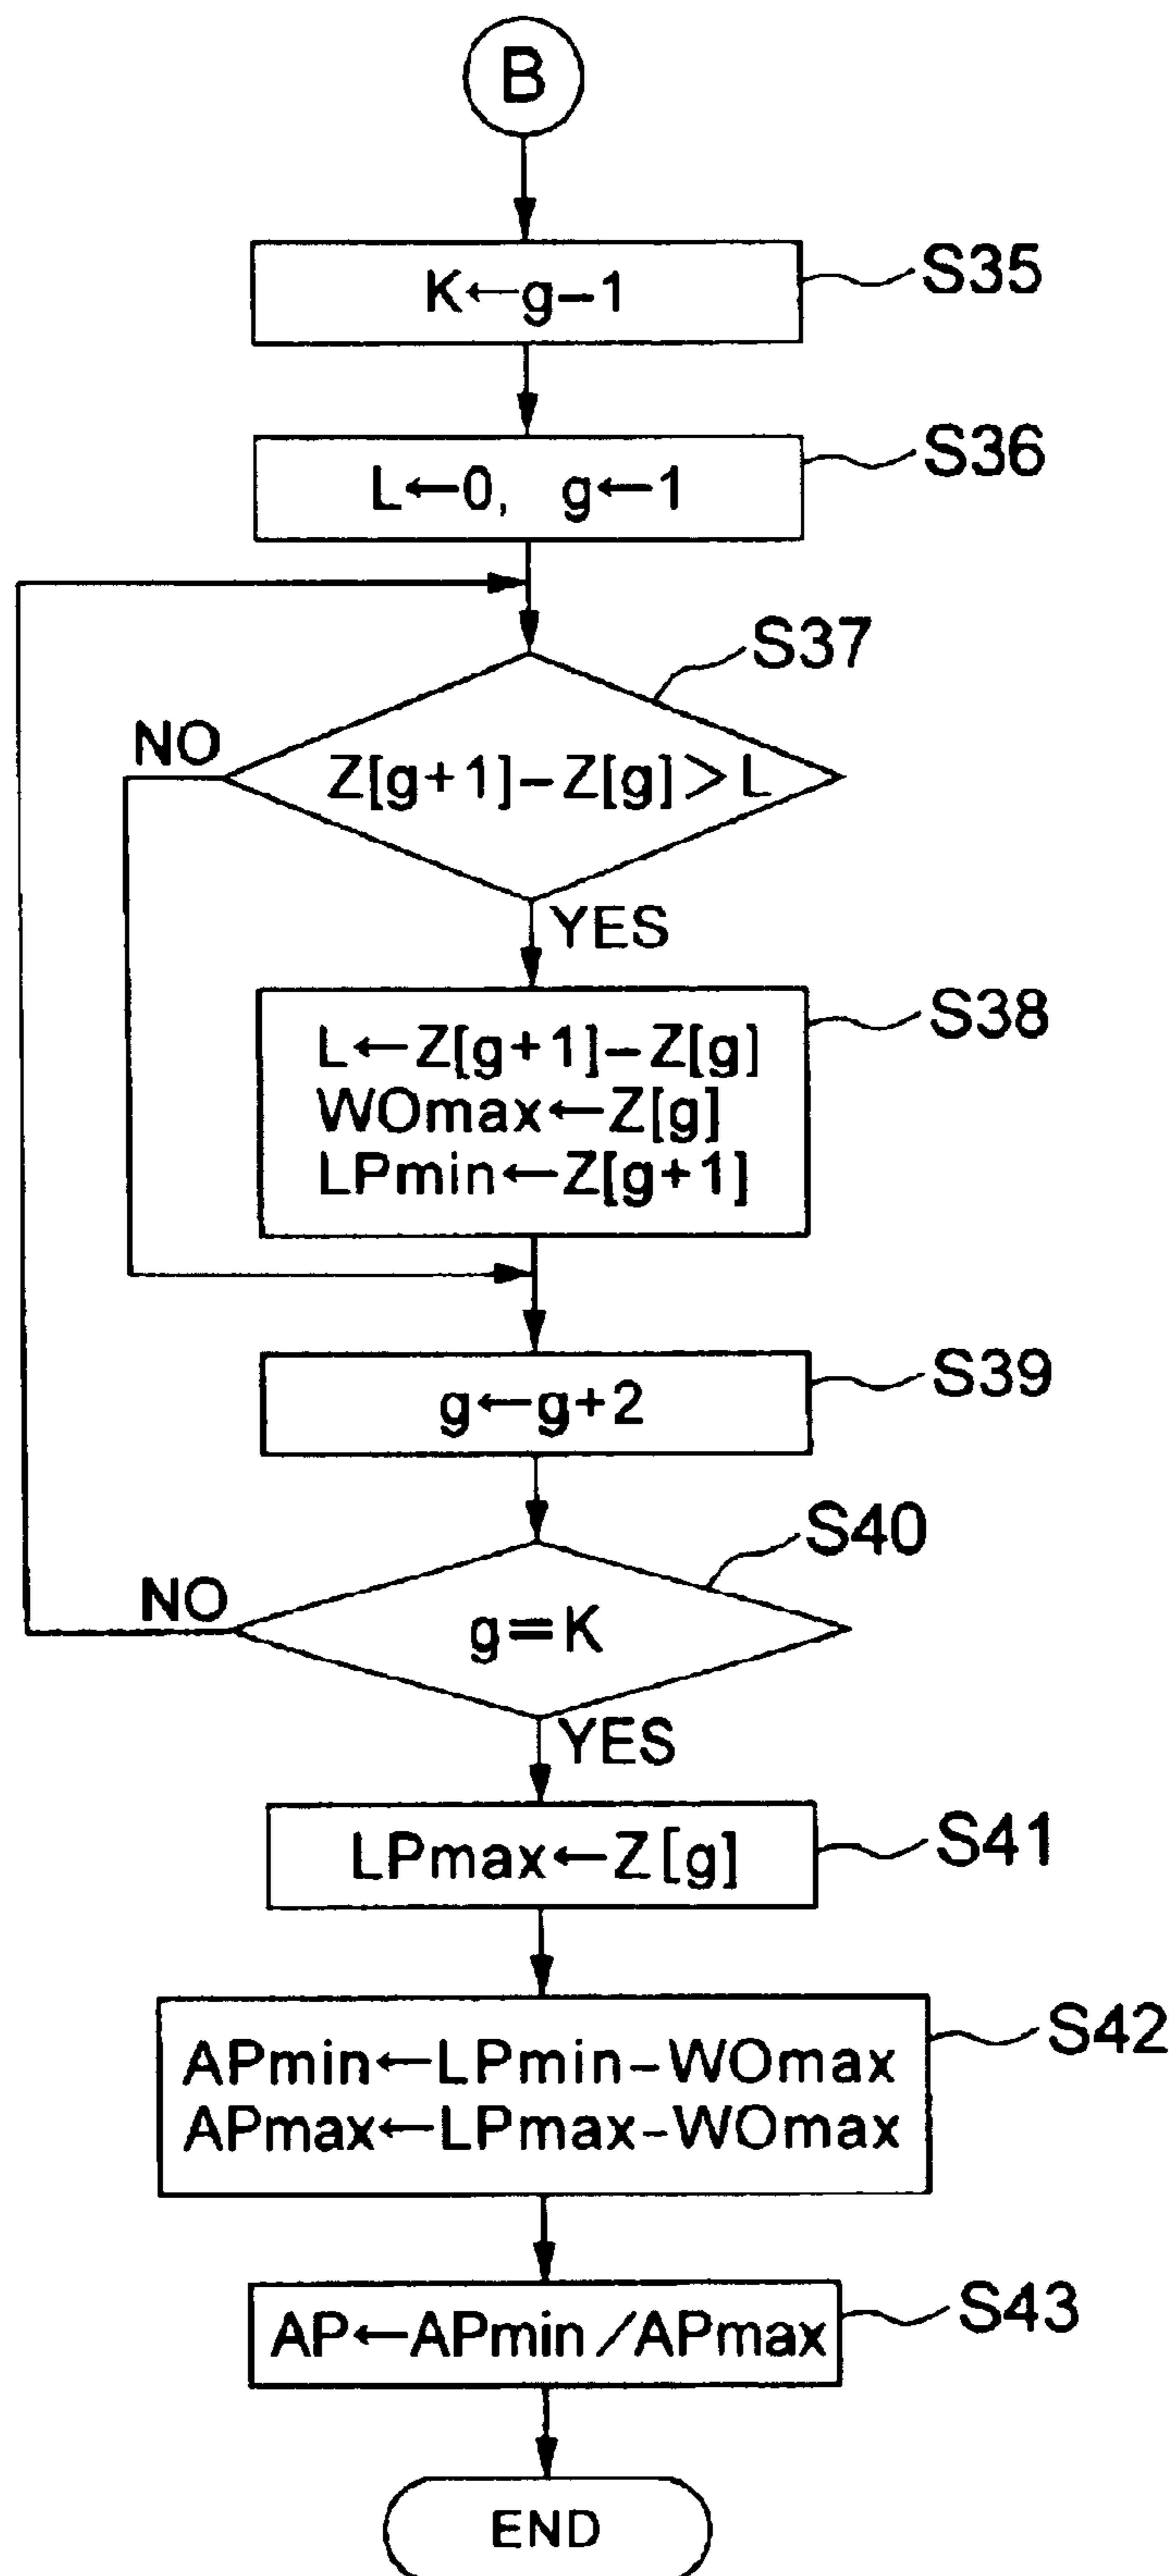 B
K←g-1
S35
L←0, g←1
S36
S37
NO
Z[g+1]-Z[g]>L
YES
S38
L←Z[g+1]-Z[g]
WOmax←Z[g]
LPmin←Z[g+1]
S39
g←g+2
S40
NO
g=K
YES
LPmax←Z[g]
S41
S42
APmin←LPmin-WOmax
APmax←LPmax-WOmax
S43
AP←APmin/APmax
END